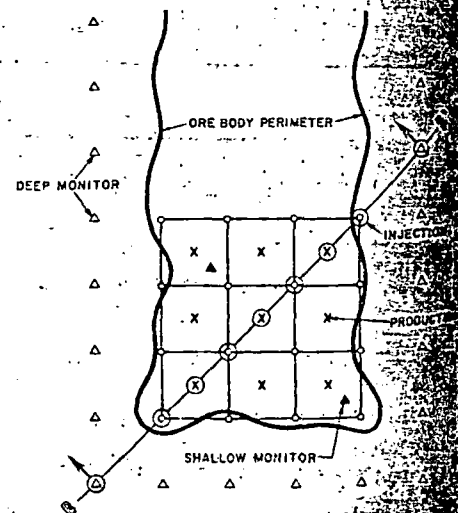 ORE BODY PERIMETER
DEEP MONITOR
INJECTION
PRODUCT
SHALLOW MONITOR
B